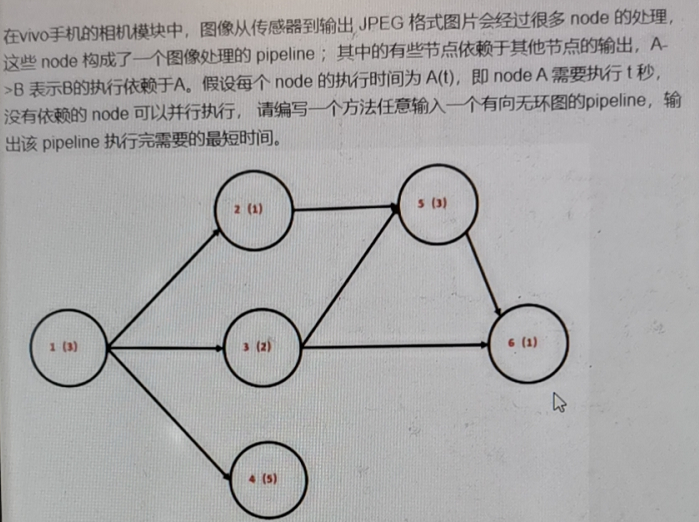 在vivo手机的相机模块中，图像从传感器到输出 JPEG 格式图片会经过很多 node 的处理，
这些 node 构成了一个图像处理的 pipeline ；其中的有些节点依赖于其他节点的输出，A-
>B 表示B的执行依赖于A。假设每个 node 的执行时间为 A(t)，即 node A 需要执行 t 秒，
没有依赖的 node 可以并行执行， 请编写一个方法任意输入一个有向无环图的pipeline，输
出该 pipeline 执行完需要的最短时间。
2 (1)
5 (3)
1 (3)
3 (2)
6 (1)
4 (5)